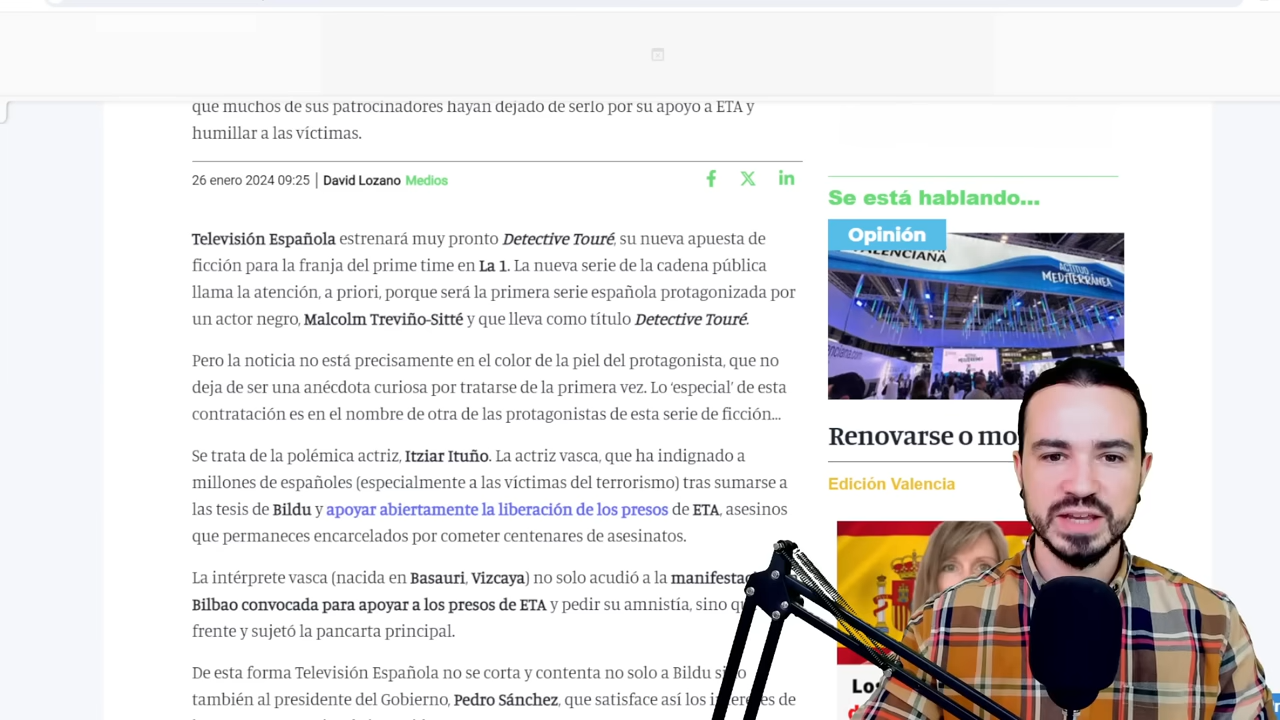 que muchos de sus patrocinadores hayan dejado de serlo por su apoyo a ETA y
humillar a las víctimas.
26 enero 2024 09:25 | David Lozano Medios
Se está hablando...
Televisión Española estrenará muy pronto Detective Touré, su nueva apuesta de
ficción para la franja del prime time en La 1. La nueva serie de la cadena pública
llama la atención, a priori, porque será la primera serie española protagonizada por
un actor negro, Malcolm Treviño-Sitté y que lleva como título Detective Touré.
Pero la noticia no está precisamente en el color de la piel del protagonista, que no
deja de ser una anécdota curiosa por tratarse de la primera vez. Lo ‘especial’ de esta
contratación es en el nombre de otra de las protagonistas de esta serie de ficción...
Se trata de la polémica actriz, Itziar Ituño. La actriz vasca, que ha indignado a
millones de españoles (especialmente a las víctimas del terrorismo) tras sumarse a
las tesis de Bildu y apoyar abiertamente la liberación de los presos de ETA, asesinos
que permaneces encarcelados por cometer centenares de asesinatos.
La intérprete vasca (nacida en Basauri, Vizcaya) no solo acudió a la
Bilbao convocada para apoyar a los presos de ETA y pedir su amnistía, sino
frente y sujetó la pancarta principal.
De esta forma Televisión Española no se corta y contenta no solo a Bildu
también al presidente del Gobierno, Pedro Sánchez, que satisface así los de
Opinión
VALENCIANA
ACTITUD
MEDITERRÀNIA
Renovarse o
Edición Valencia